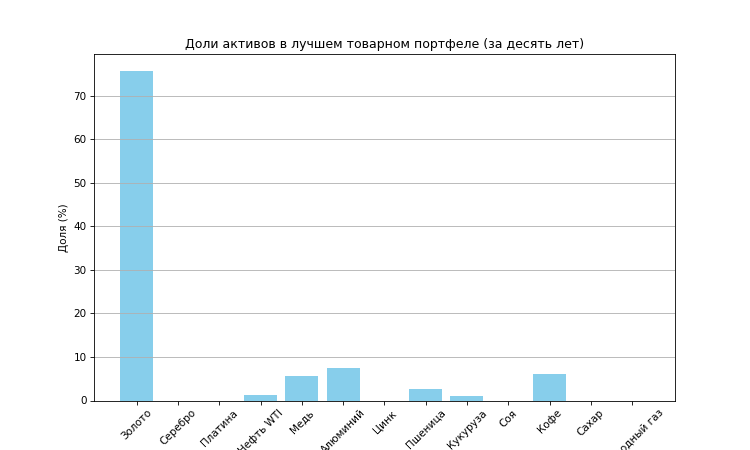 Доли активов в лучшем товарном портфеле (за десять лет)
Доля (%)
70
60
50
40
30
20
10
0
Золото
Серебро
Платина
Нефть WTI
Медь
Алюминий
Цинк
Пшеница
Кукуруза
Соя
Кофе
Сахар
газ